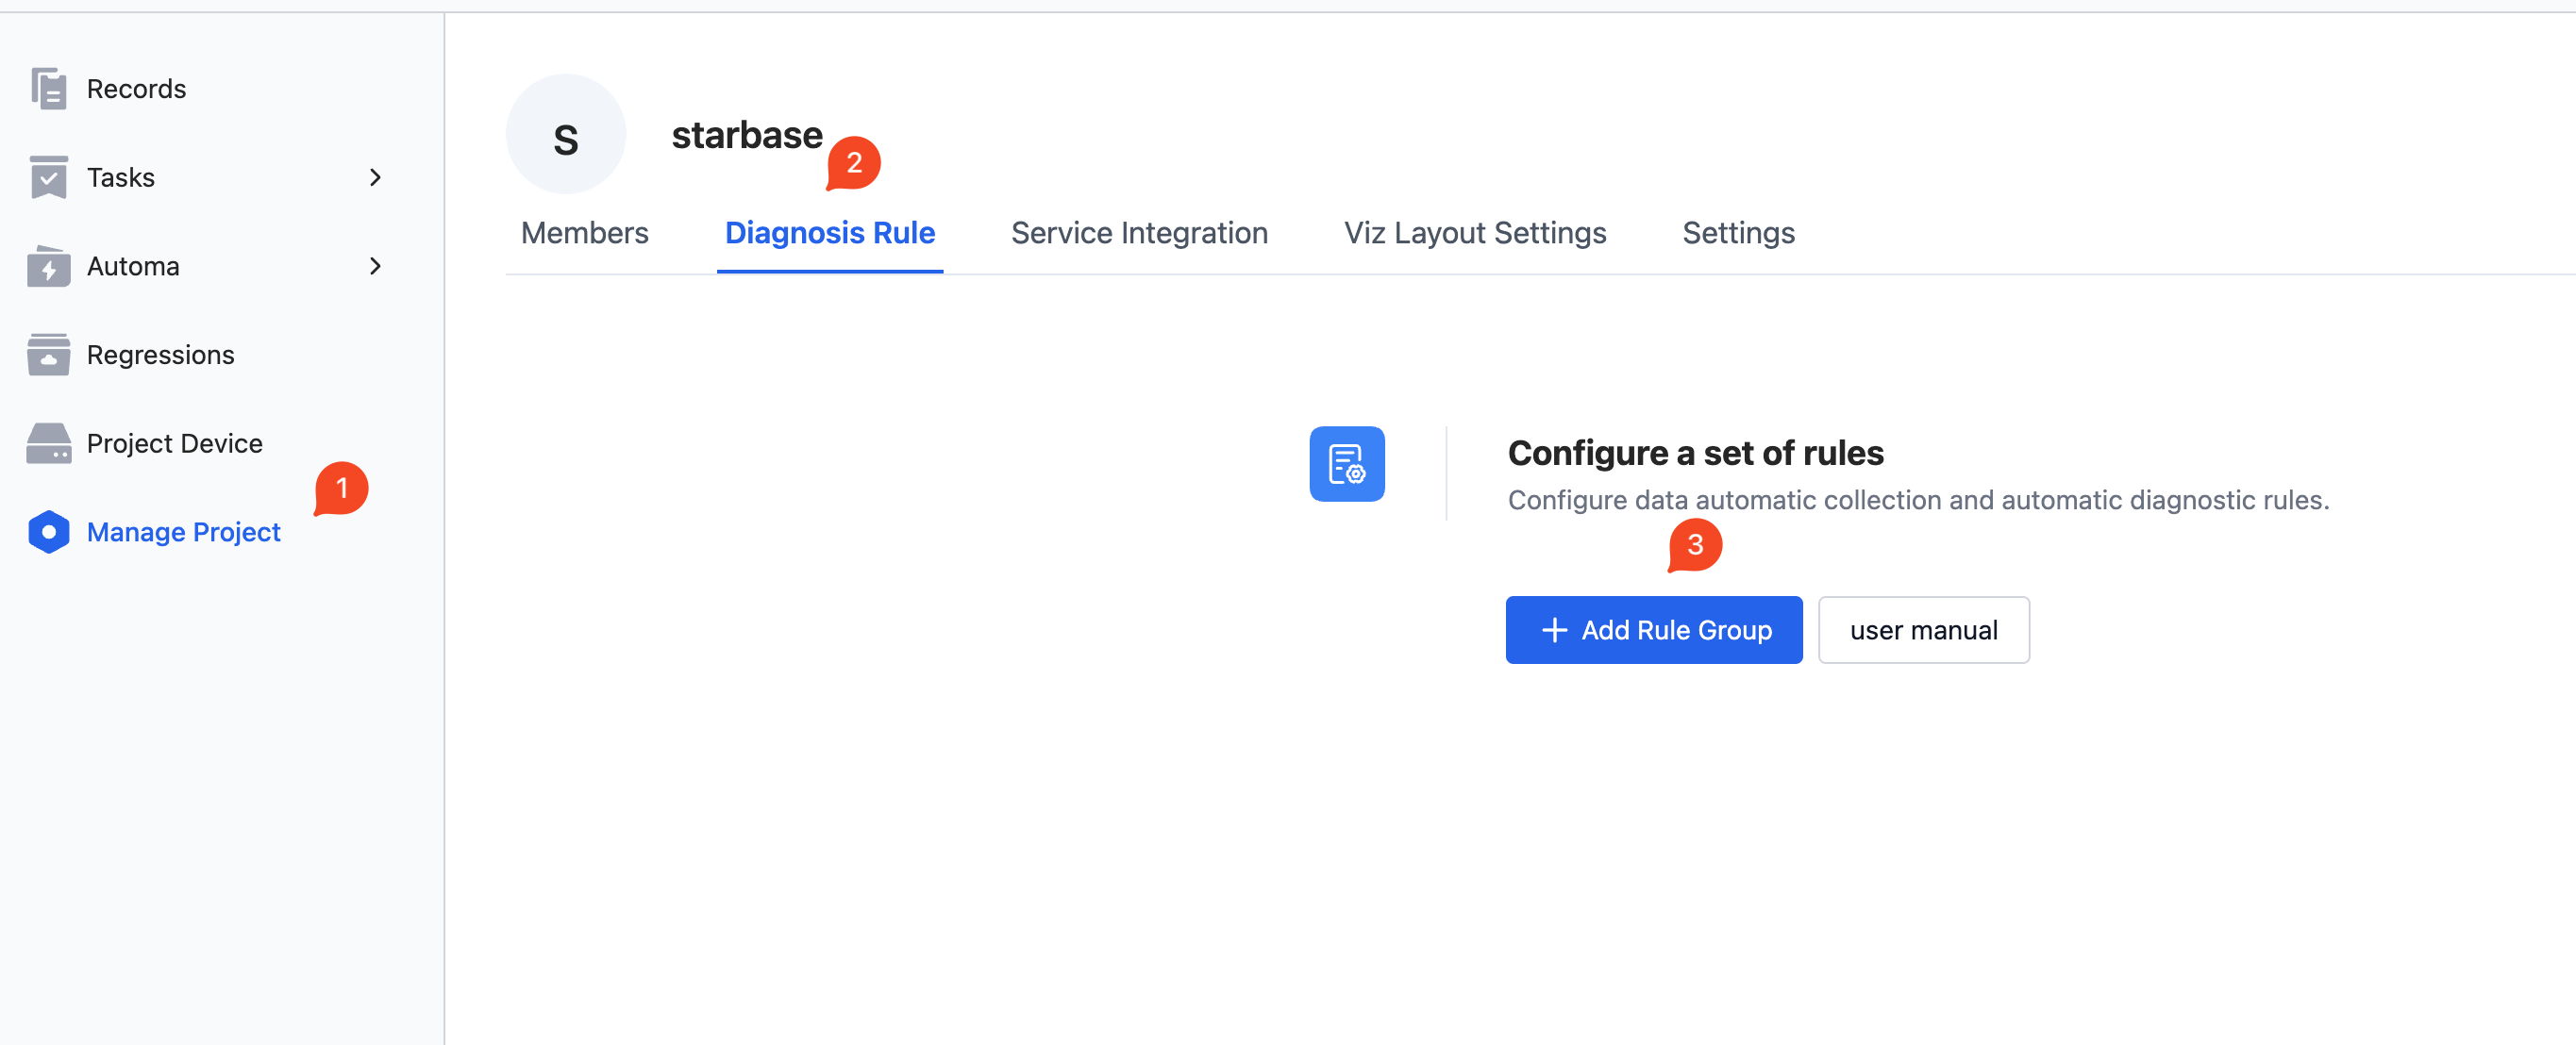 Records
Tasks
Automa
Regressions
Project Device
1
Manage Project
S
starbase
2
Members Diagnosis Rule Service Integration Viz Layout Settings Settings
Configure a set of rules
Configure data automatic collection and automatic diagnostic rules.
3
Add Rule Group user manual